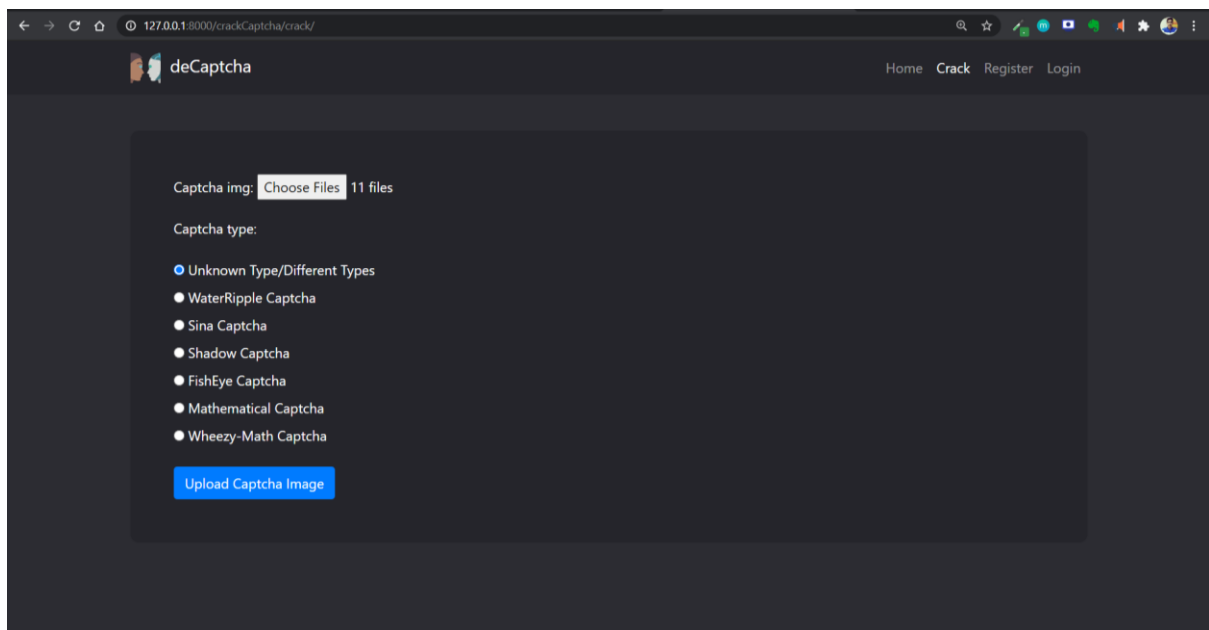 127.0.0.1:8000/crackCaptcha/crack/
deCaptcha
Home Crack Register Login
Captcha img: Choose Files 11 files
Captcha type:
Unknown Type/Different Types
WaterRipple Captcha
Sina Captcha
Shadow Captcha
FishEye Captcha
Mathematical Captcha
Wheezy-Math Captcha
Upload Captcha Image